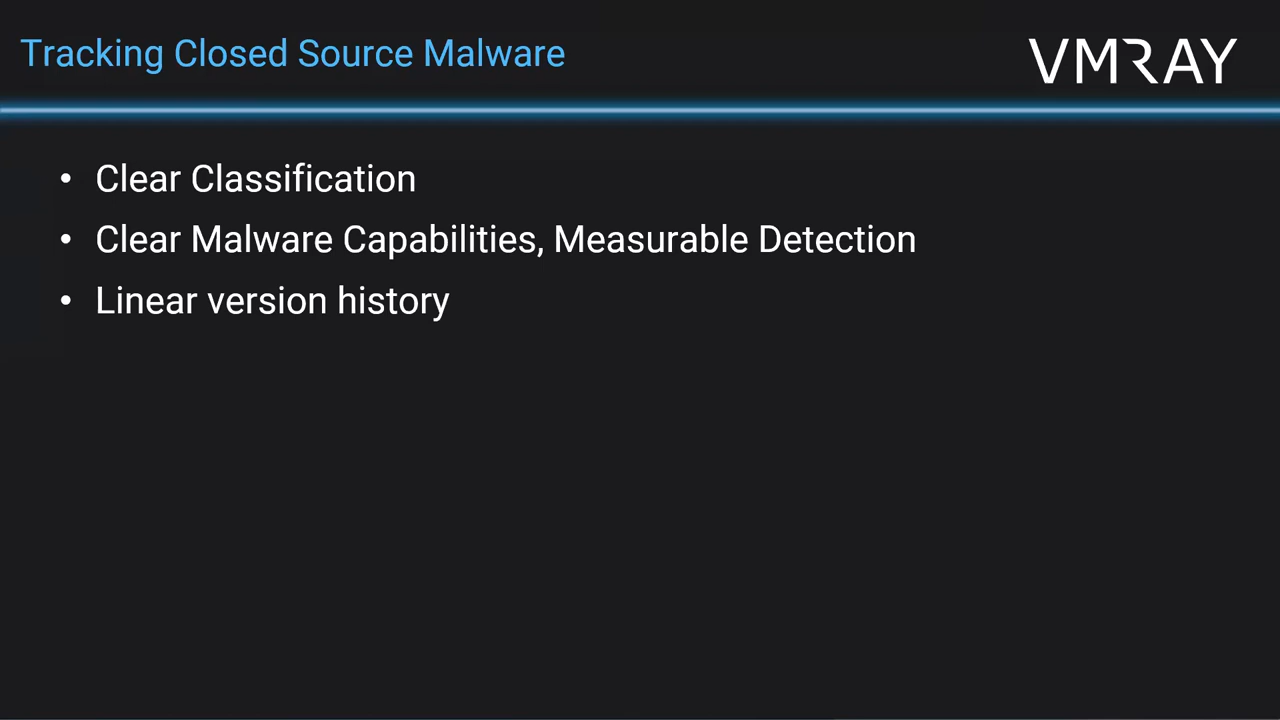 Tracking Closed Source Malware
VMRAY
• Clear Classification
• Clear Malware Capabilities, Measurable Detection
• Linear version history